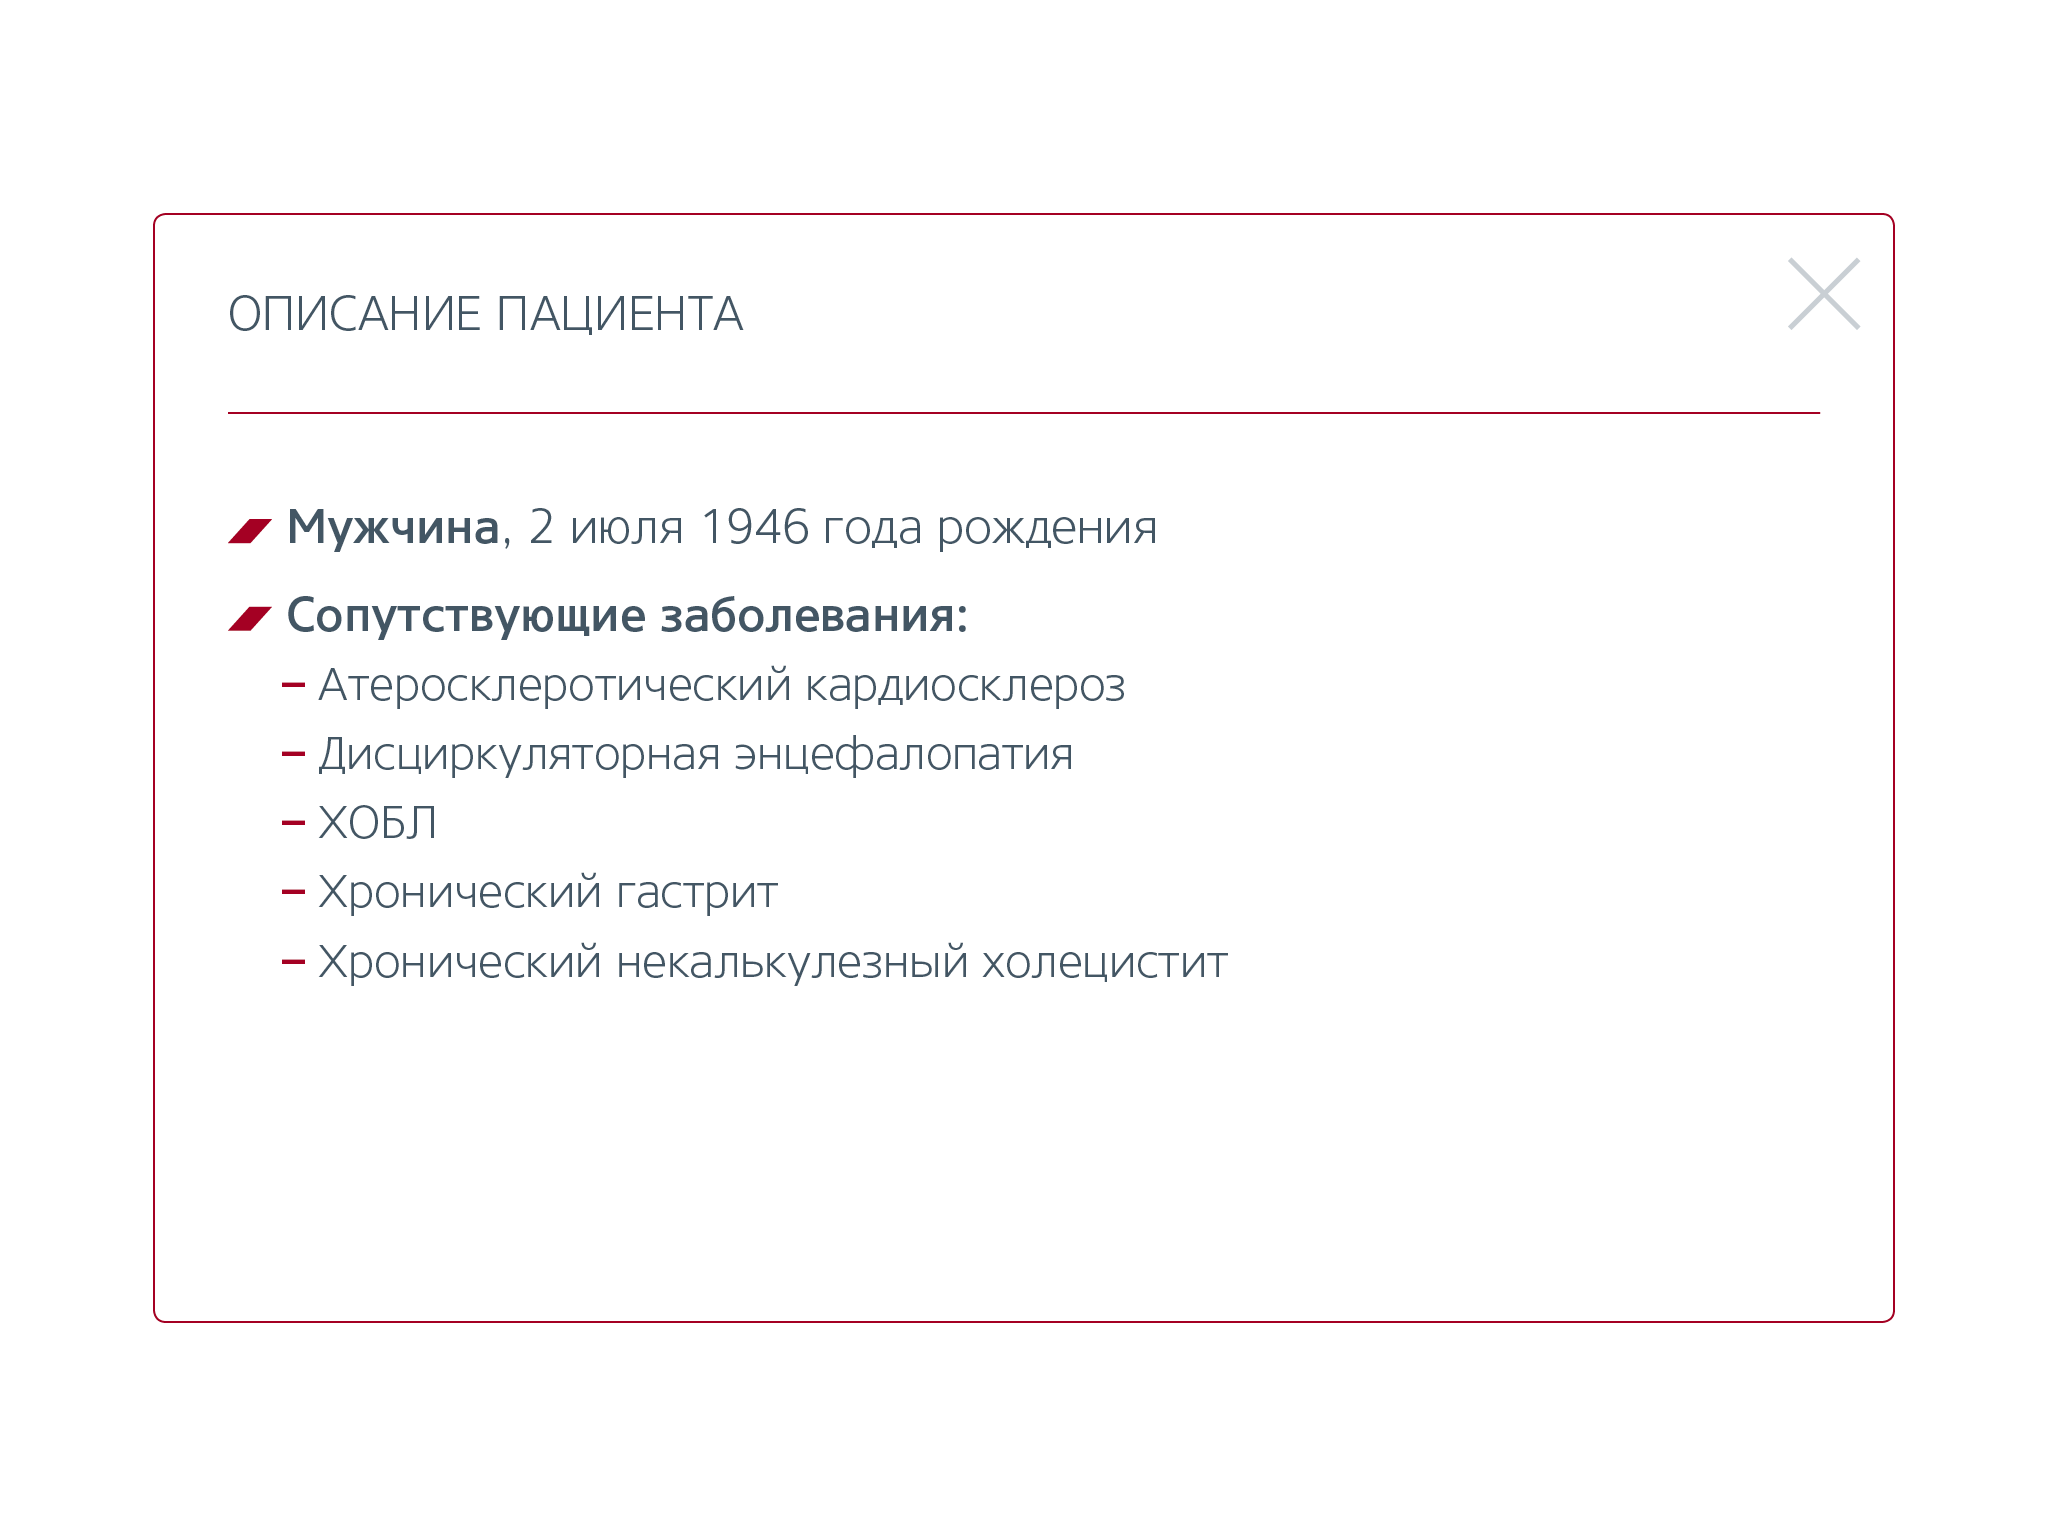 ОПИСАНИЕ ПАЦИЕНТА
Мужчина, 2 июля 1946 года рождения
Сопутствующие заболевания:
– Атеросклеротический кардиосклероз
– Дисциркуляторная энцефалопатия
– ХОБЛ
– Хронический гастрит
– Хронический некалькулезный холецистит